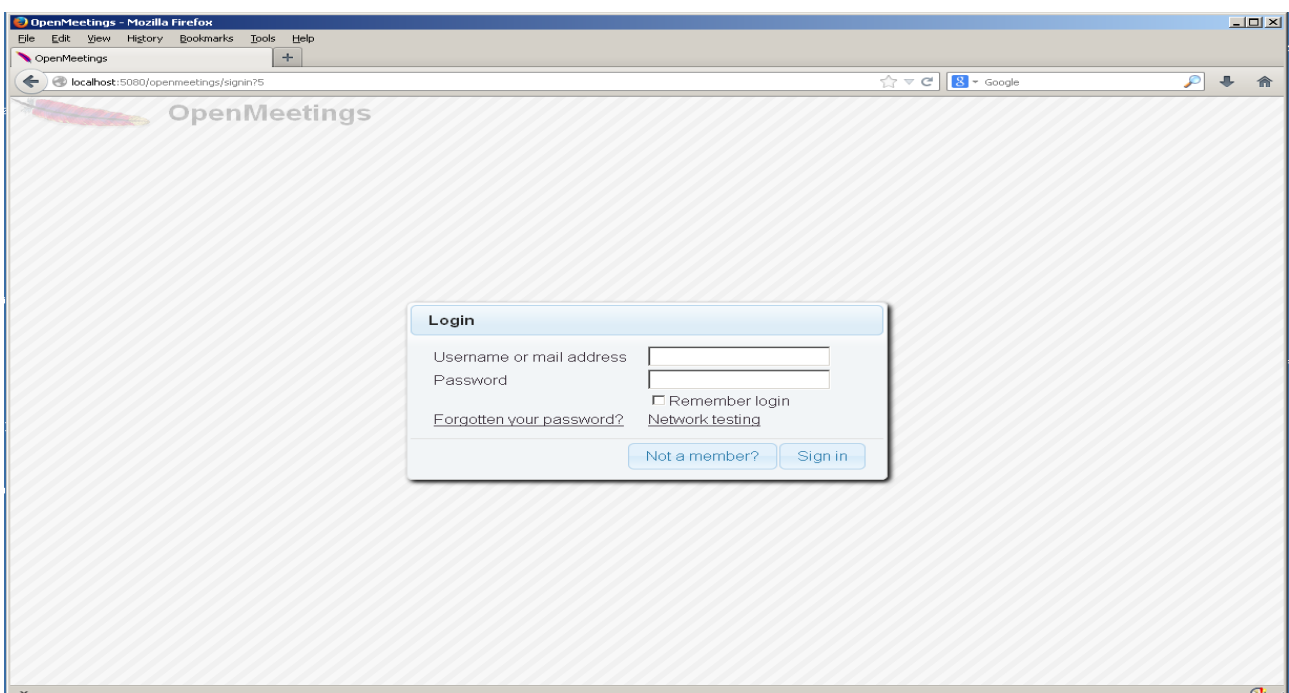 OpenMeetings - Mozilla Firefox
File Edit View History Bookmarks Tools Help
OpenMeetings +
localhost:5080/openmeetings/signin?5 8 Google
OpenMeetings
Login
Username or mail address
Password
Remember login
Forgotten your password? Network testing
Not a member? Sign in